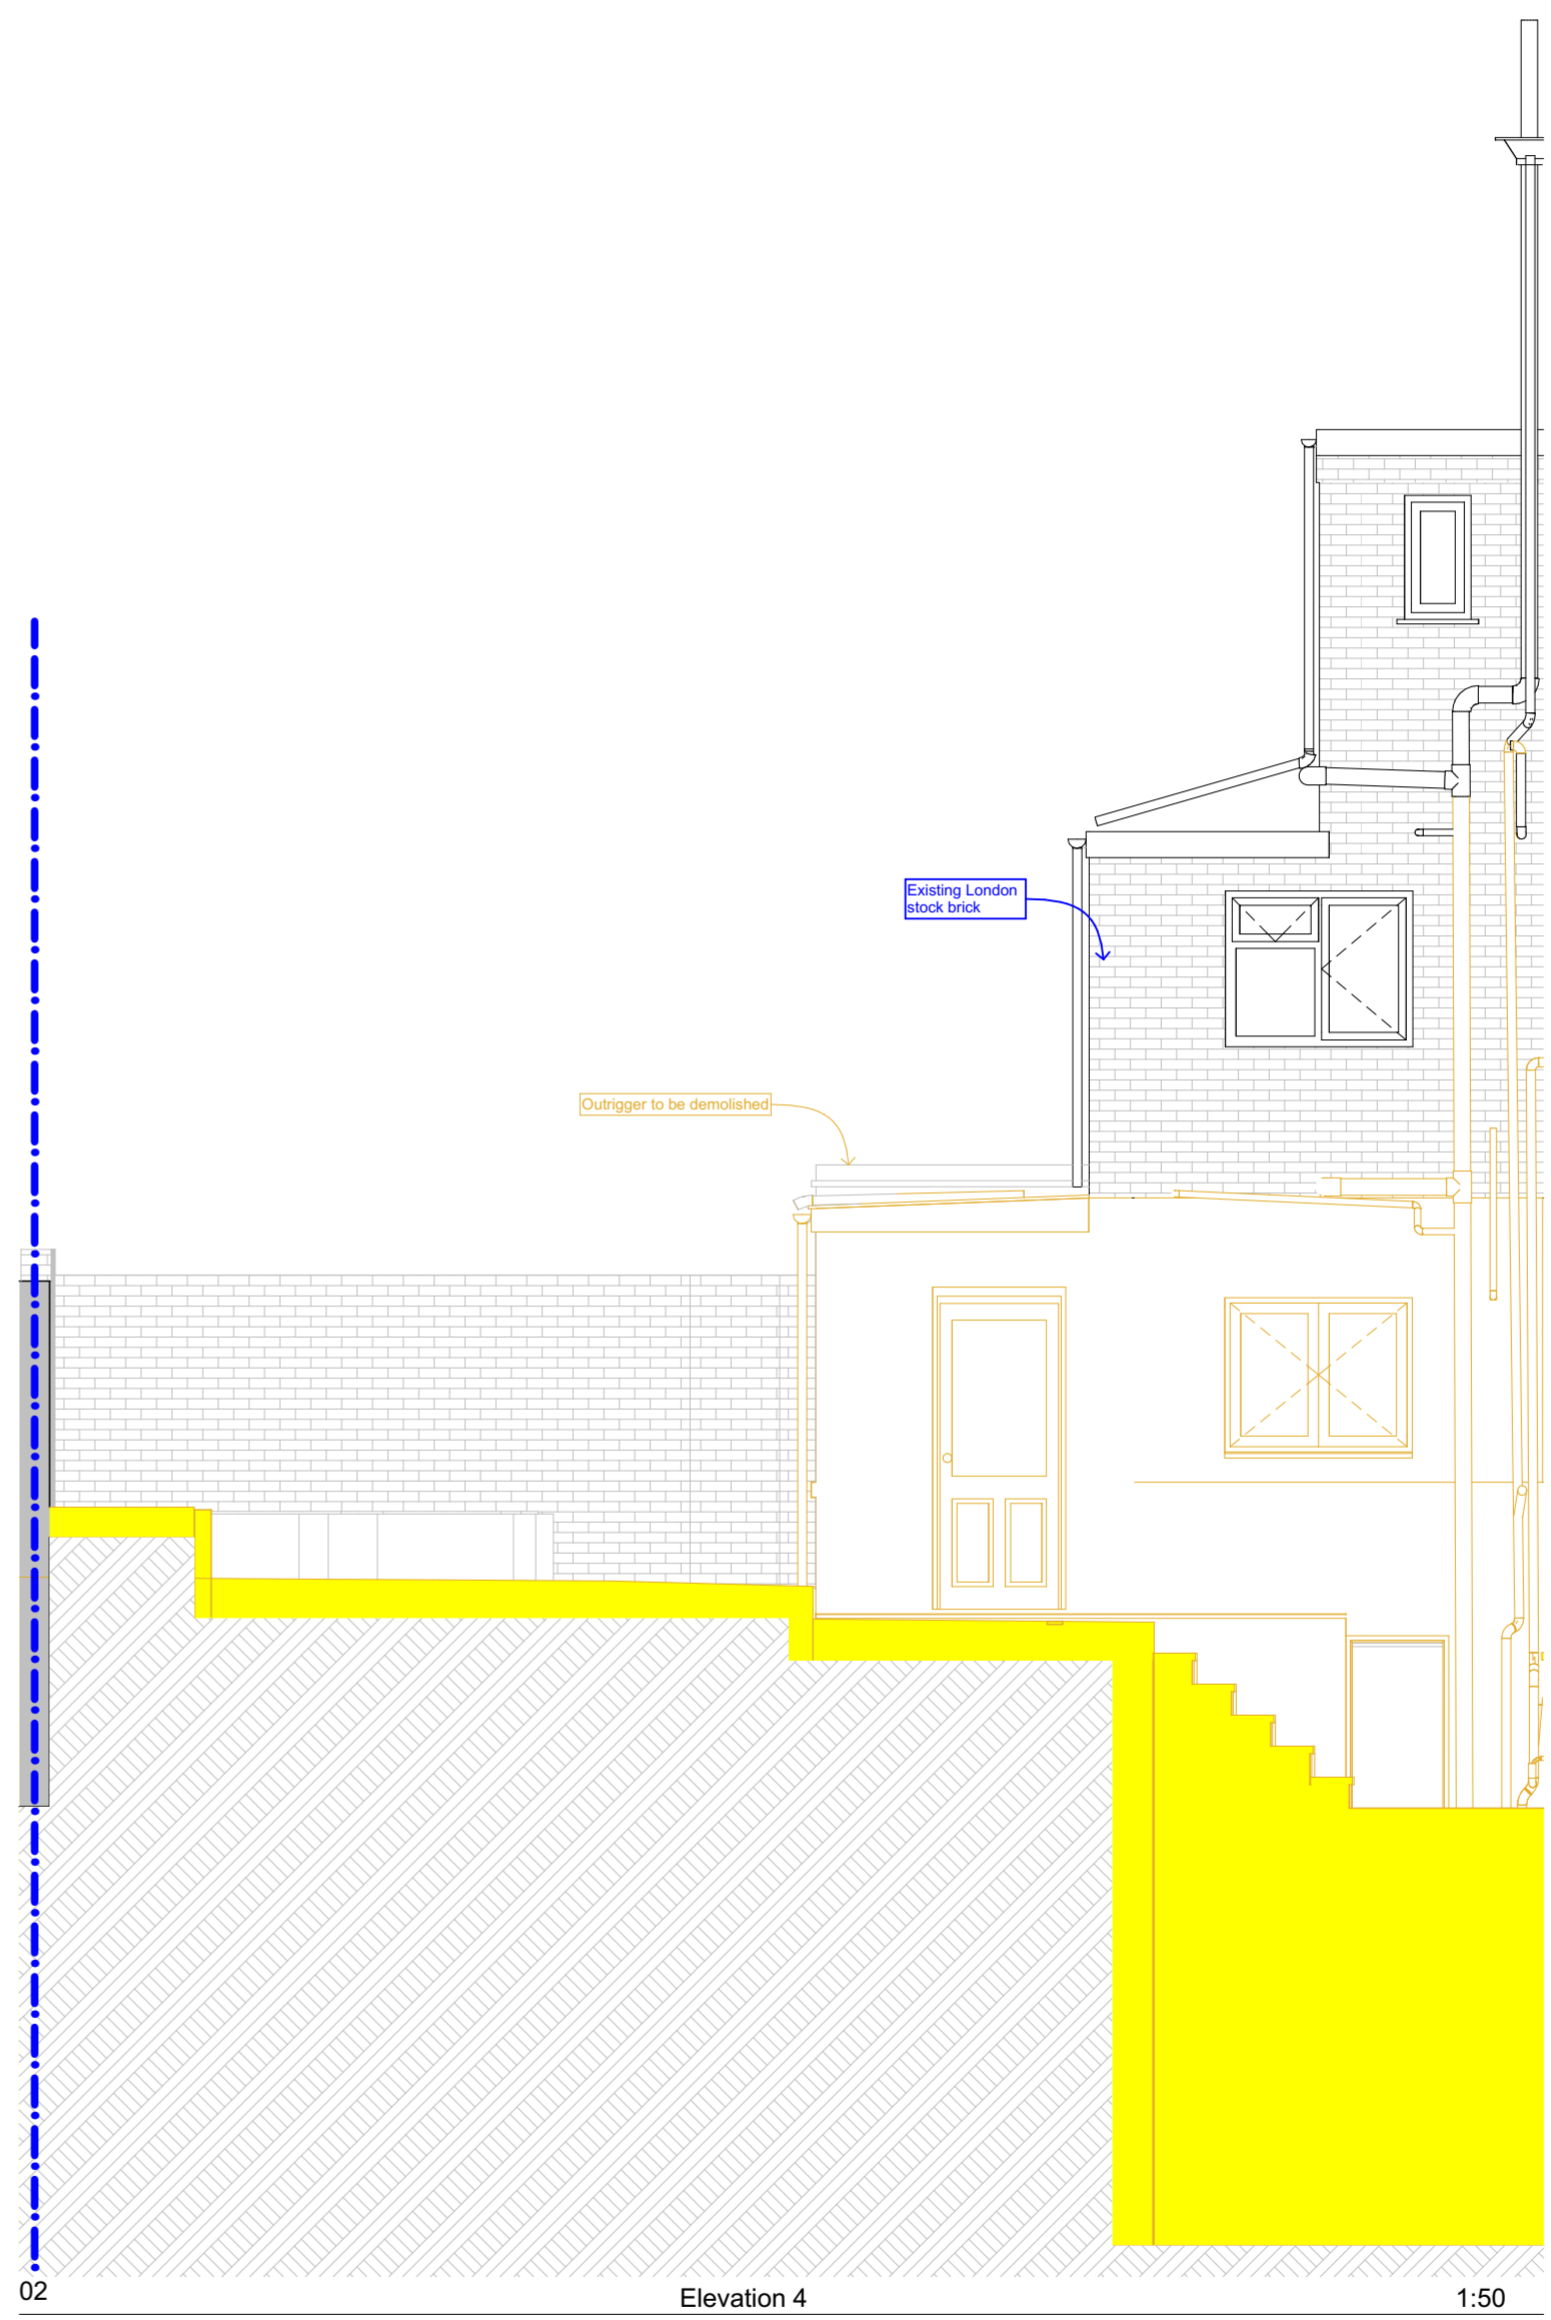 Existing London
stock brick
Outrigger to be demolished
02
Elevation 4
1:50